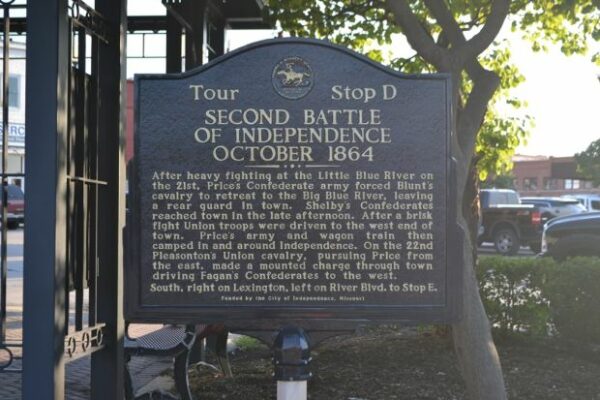 Tour Stop D
SECOND BATTLE
OF INDEPENDENCE
OCTOBER 1864
After heavy fighting at the Little Blue River on
the 21st, Price's Confederate army forced Blunt's
cavalry to retreat to the Big Blue River, leaving
a rear guard in town. Shelby's Confederates
reached town in the late afternoon. After a brisk
fight Union troops were driven to the west end of
town. Price's army and wagon train then
camped in and around Independence. On the 22nd
Pleasonton's Union cavalry, pursuing Price from
the east, made a mounted charge through town
driving Fagan's Confederates to the west.
South, right on Lexington, left on River Blvd. to Stop E.
Funded by the City of Independence, Missouri